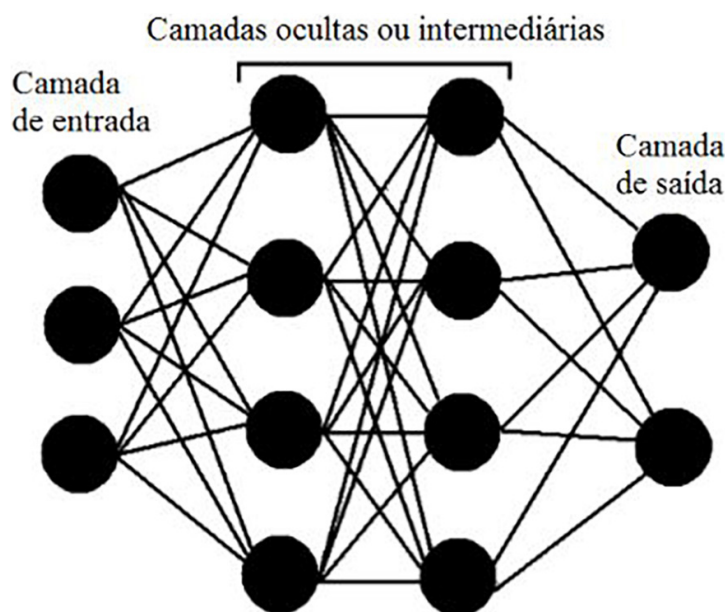 Camadas ocultas ou intermediárias
Camada
de entrada
Camada
de saída